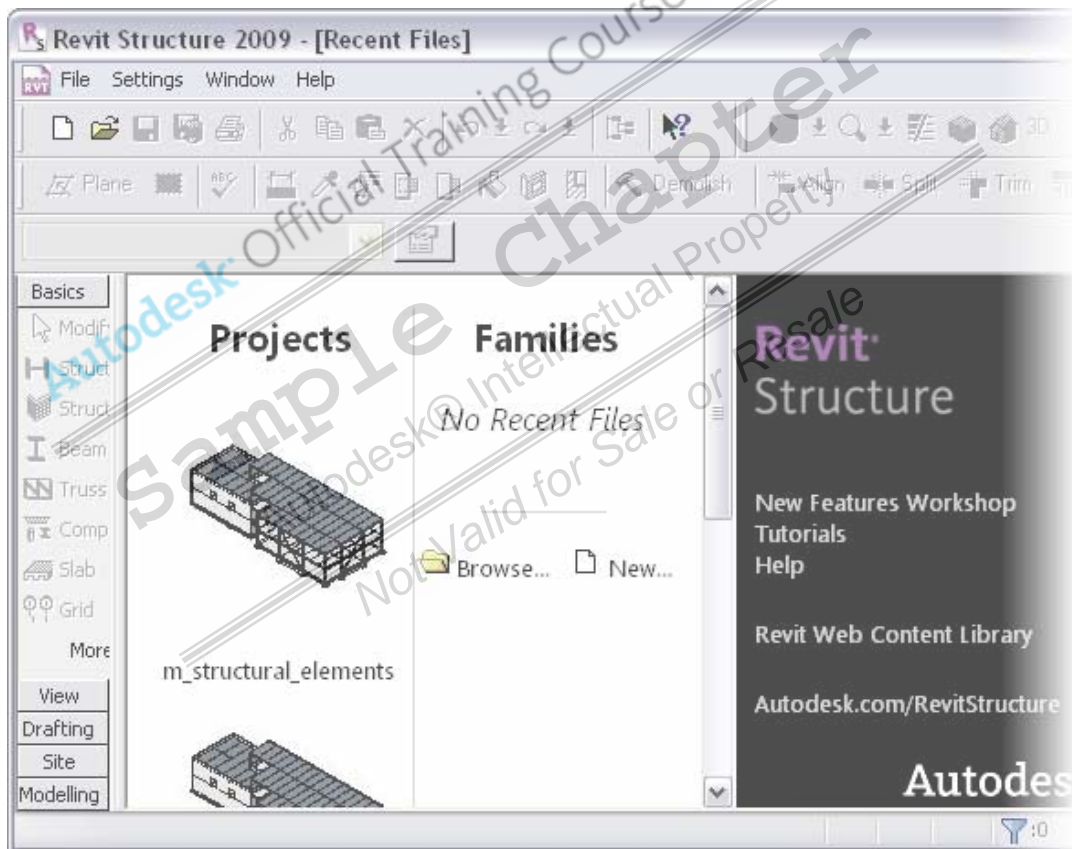 Revit Structure 2009 - [Recent Files]
File Settings Window Help
3D
Plane Demolish Align Split Trim
Basics
Modif
Struct
Struct
Beam
Truss
Comp
Slab
Grid
More
View
Drafting
Site
Modelling
Projects
m_structural_elements
Families
No Recent Files
Browse... New...
Revit
Structure
New Features Workshop
Tutorials
Help
Revit Web Content Library
Autodesk.com/RevitStructure
Autodes
:0
Autodesk Official Training Course
Sample Chapter
Autodesk® Intellectual Property
Not Valid for Sale or Resale